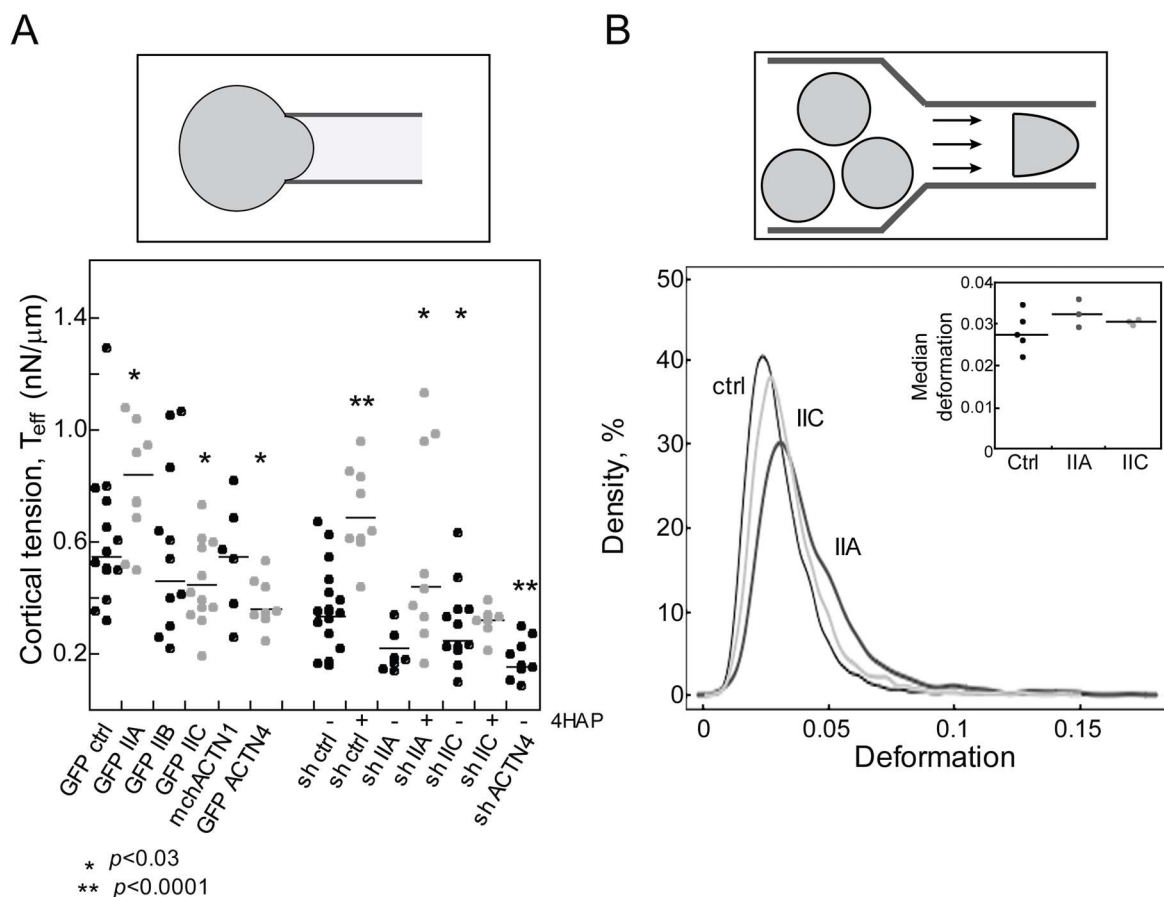 A
B
Cortical tension, Teff (nN/μm)
1.4
1.0
0.6
0.2
*
*
*
**
*
*
**
- + - + - + - 4HAP
GFP ctrl
GFP IIA
GFP IIB
GFP IIC
mchACTN1
GFP ACTN4
sh ctrl
sh ctrl
sh IIA
sh IIA
sh IIC
sh IIC
sh ACTN4
* p<0.03
** p<0.0001
Density, %
50
40
30
20
10
0
ctrl
IIC
IIA
0 0.05 0.1 0.15
Deformation
Median
deformation
0.04
0.03
0.01
0
Ctrl IIA IIC